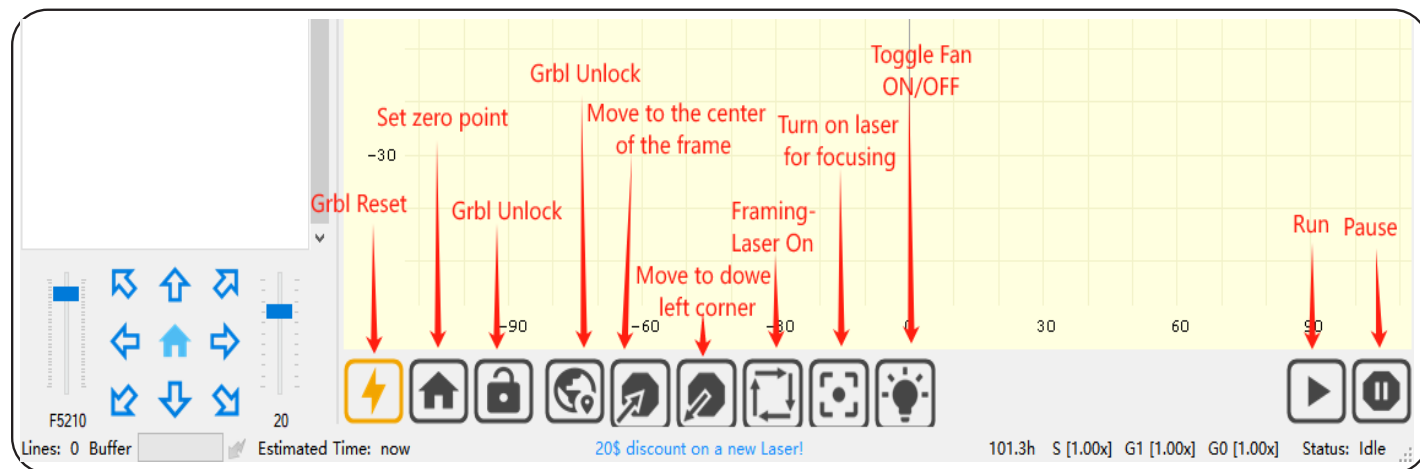 Toggle Fan
ON/OFF
Grbl Unlock
Set zero point
Move to the center
of the frame
Turn on laser
for focusing
-30
Grbl Reset
Grbl Unlock
Framing-
Laser On
Run
Pause
Move to dowe
left corner
-90
-60
-30
0
30
60
90
F5210
20
Lines: 0 Buffer
Estimated Time: now
20$ discount on a new Laser!
101.3h S [1.00x] G1 [1.00x] G0 [1.00x] Status: Idle